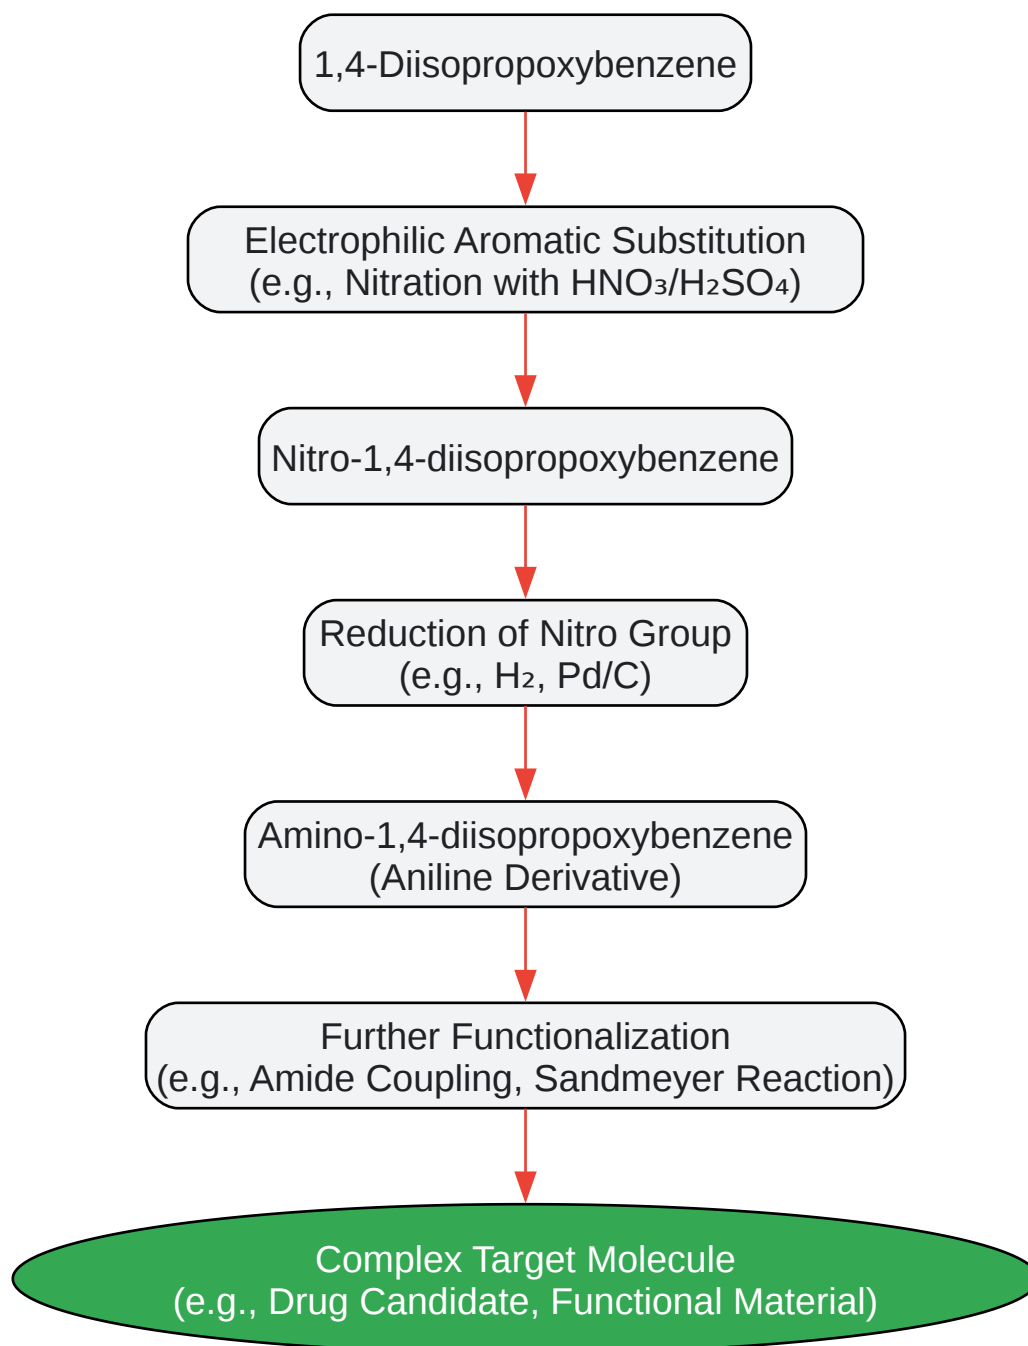 1,4-Diisopropoxybenzene
Electrophilic Aromatic Substitution
(e.g., Nitration with HNO₃/H₂SO₄)
Nitro-1,4-diisopropoxybenzene
Reduction of Nitro Group
(e.g., H₂, Pd/C)
Amino-1,4-diisopropoxybenzene
(Aniline Derivative)
Further Functionalization
(e.g., Amide Coupling, Sandmeyer Reaction)
Complex Target Molecule
(e.g., Drug Candidate, Functional Material)